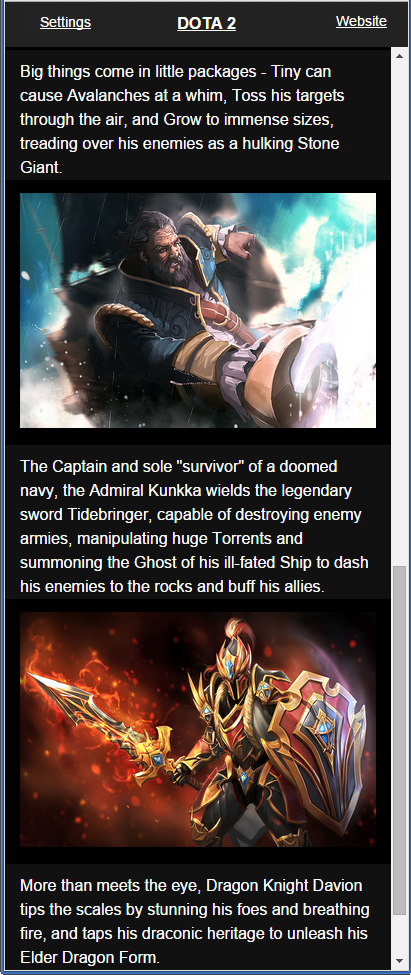 Settings
DOTA 2
Website
Big things come in little packages - Tiny can
cause Avalanches at a whim, Toss his targets
through the air, and Grow to immense sizes,
treading over his enemies as a hulking Stone
Giant.
The Captain and sole "survivor" of a doomed
navy, the Admiral Kunkka wields the legendary
sword Tidebringer, capable of destroying enemy
armies, manipulating huge Torrents and
summoning the Ghost of his ill-fated Ship to dash
his enemies to the rocks and buff his allies.
More than meets the eye, Dragon Knight Davion
tips the scales by stunning his foes and breathing
fire, and taps his draconic heritage to unleash his
Elder Dragon Form.